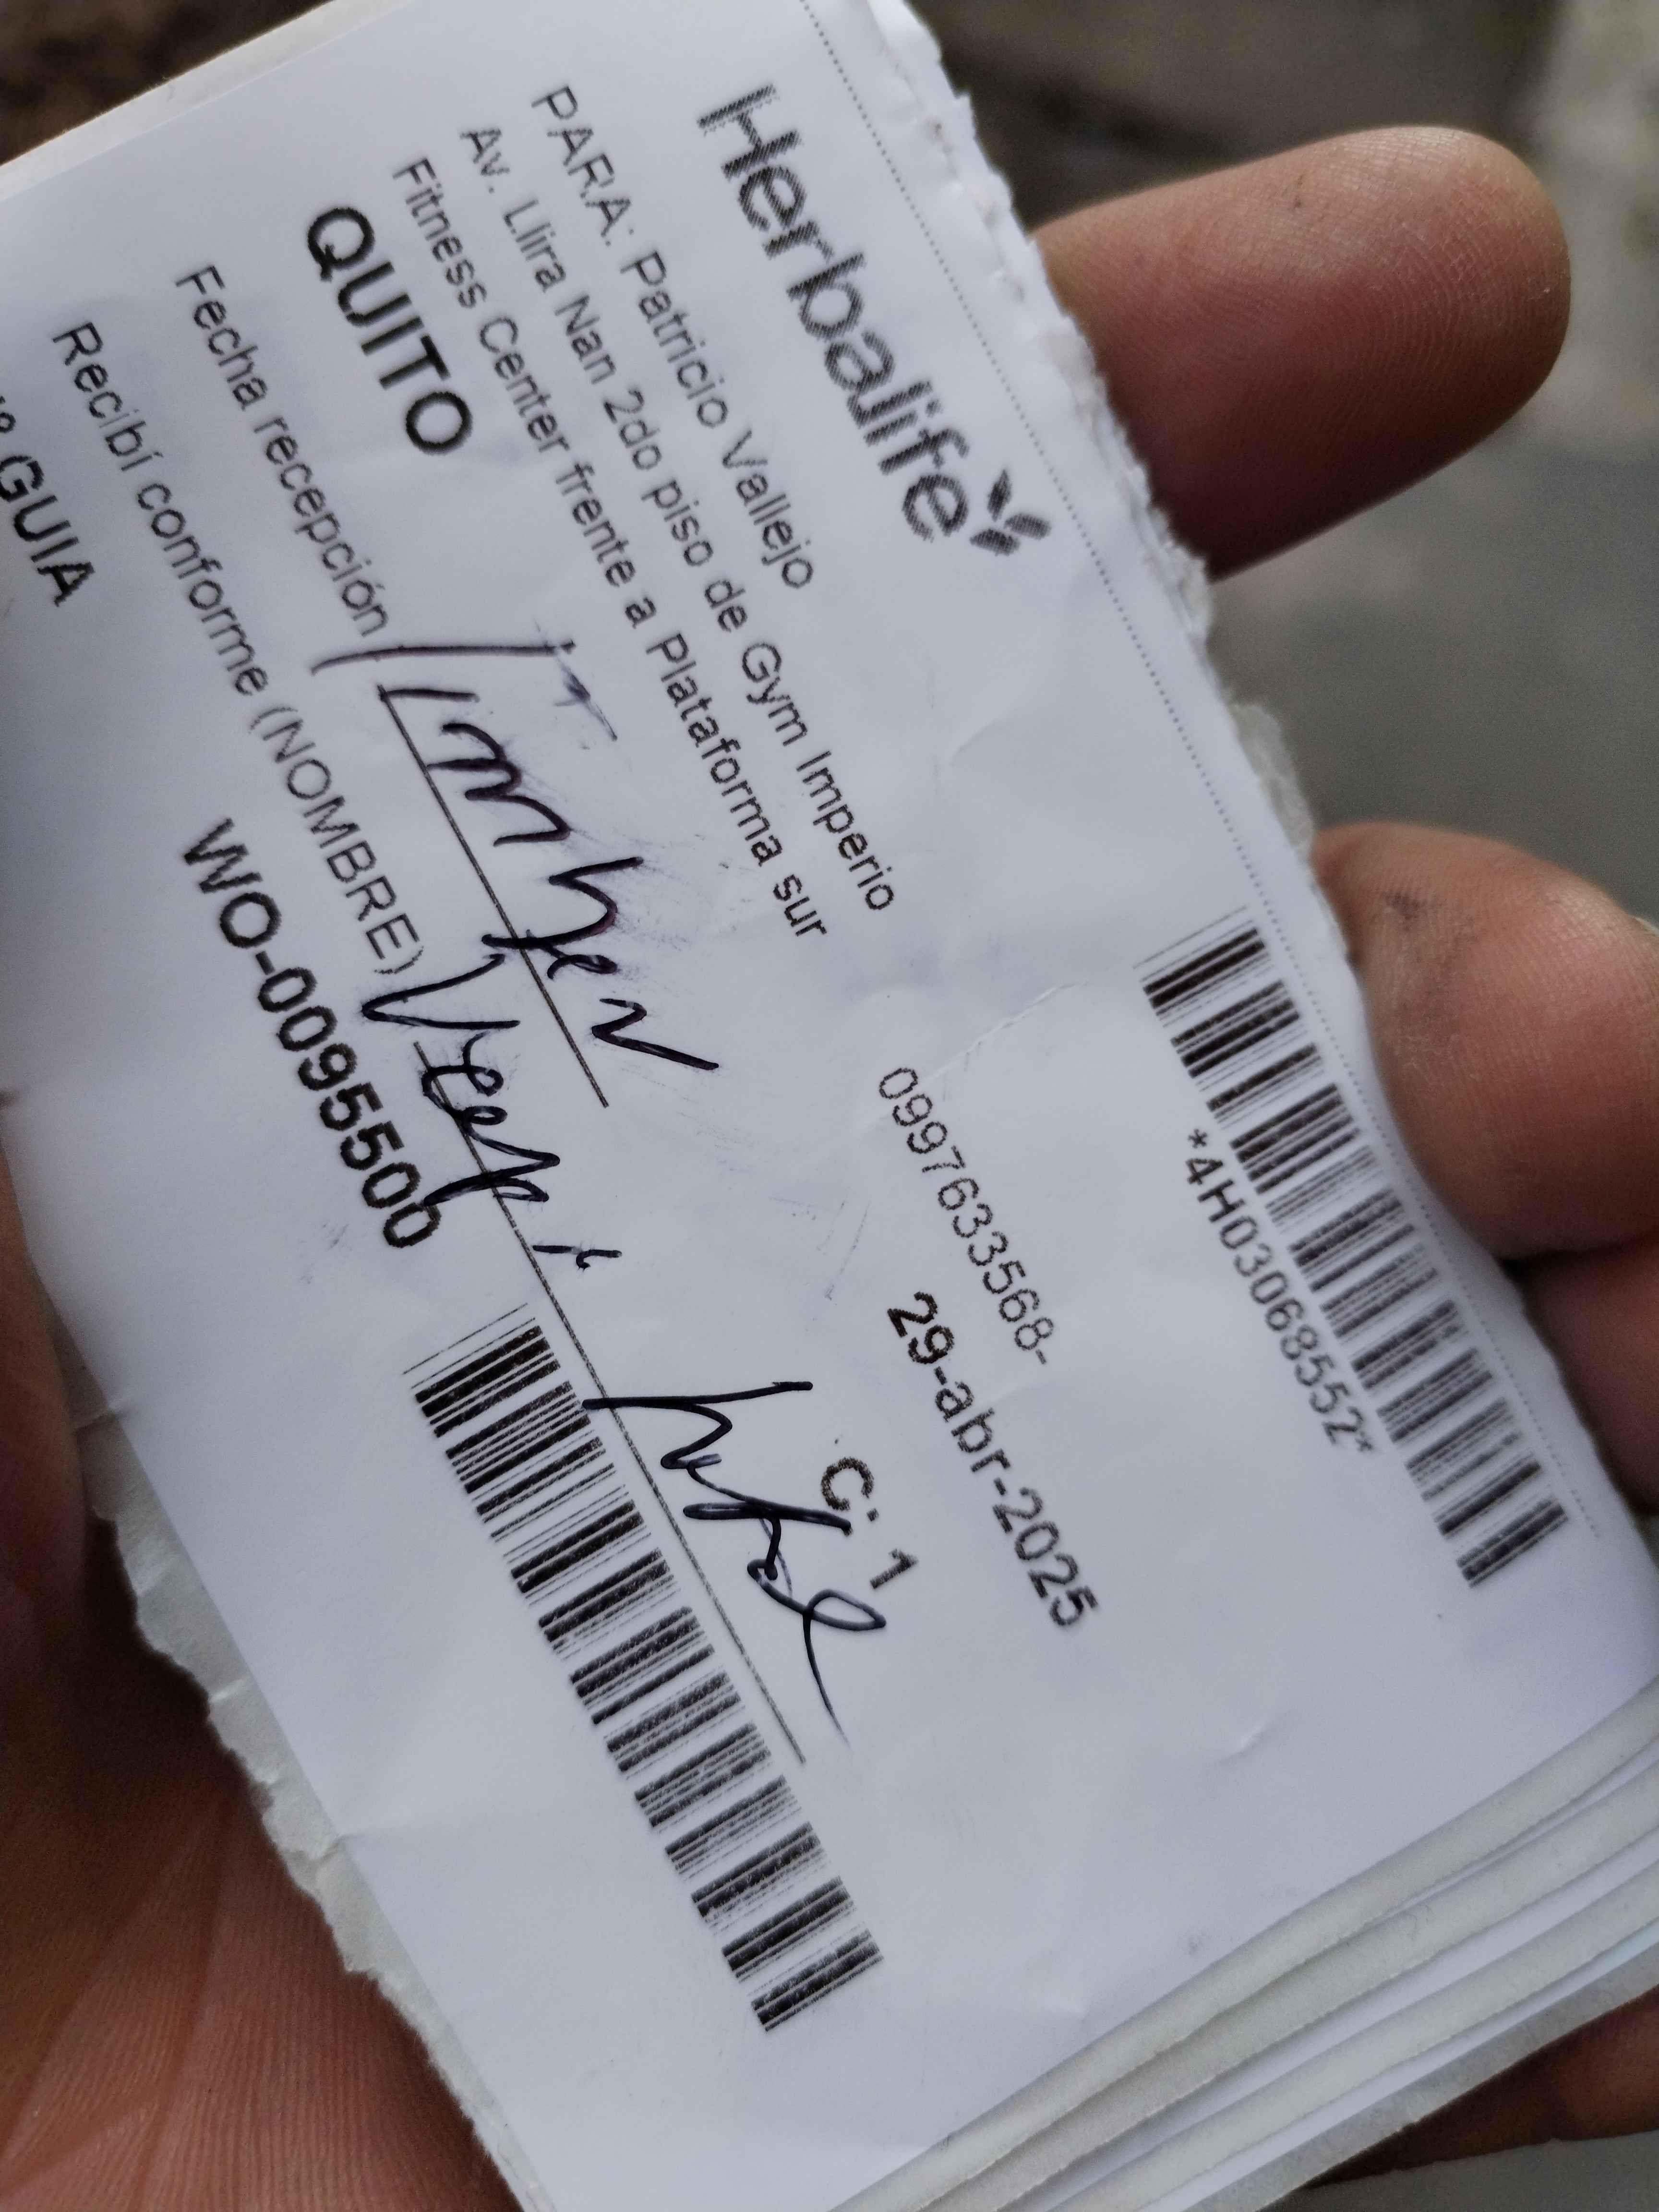 Herbalife
*4H03068552*
PARA: Patricio Vallejo
Av. Llira Nan 2do piso de Gym Imperio
0997633568-
Fitness Center frente a Plataforma sur
29-abr-2025
QUITO
C: 1
Fecha recepción
Recibí conforme (NOMBRE)
GUIA WO-0095500